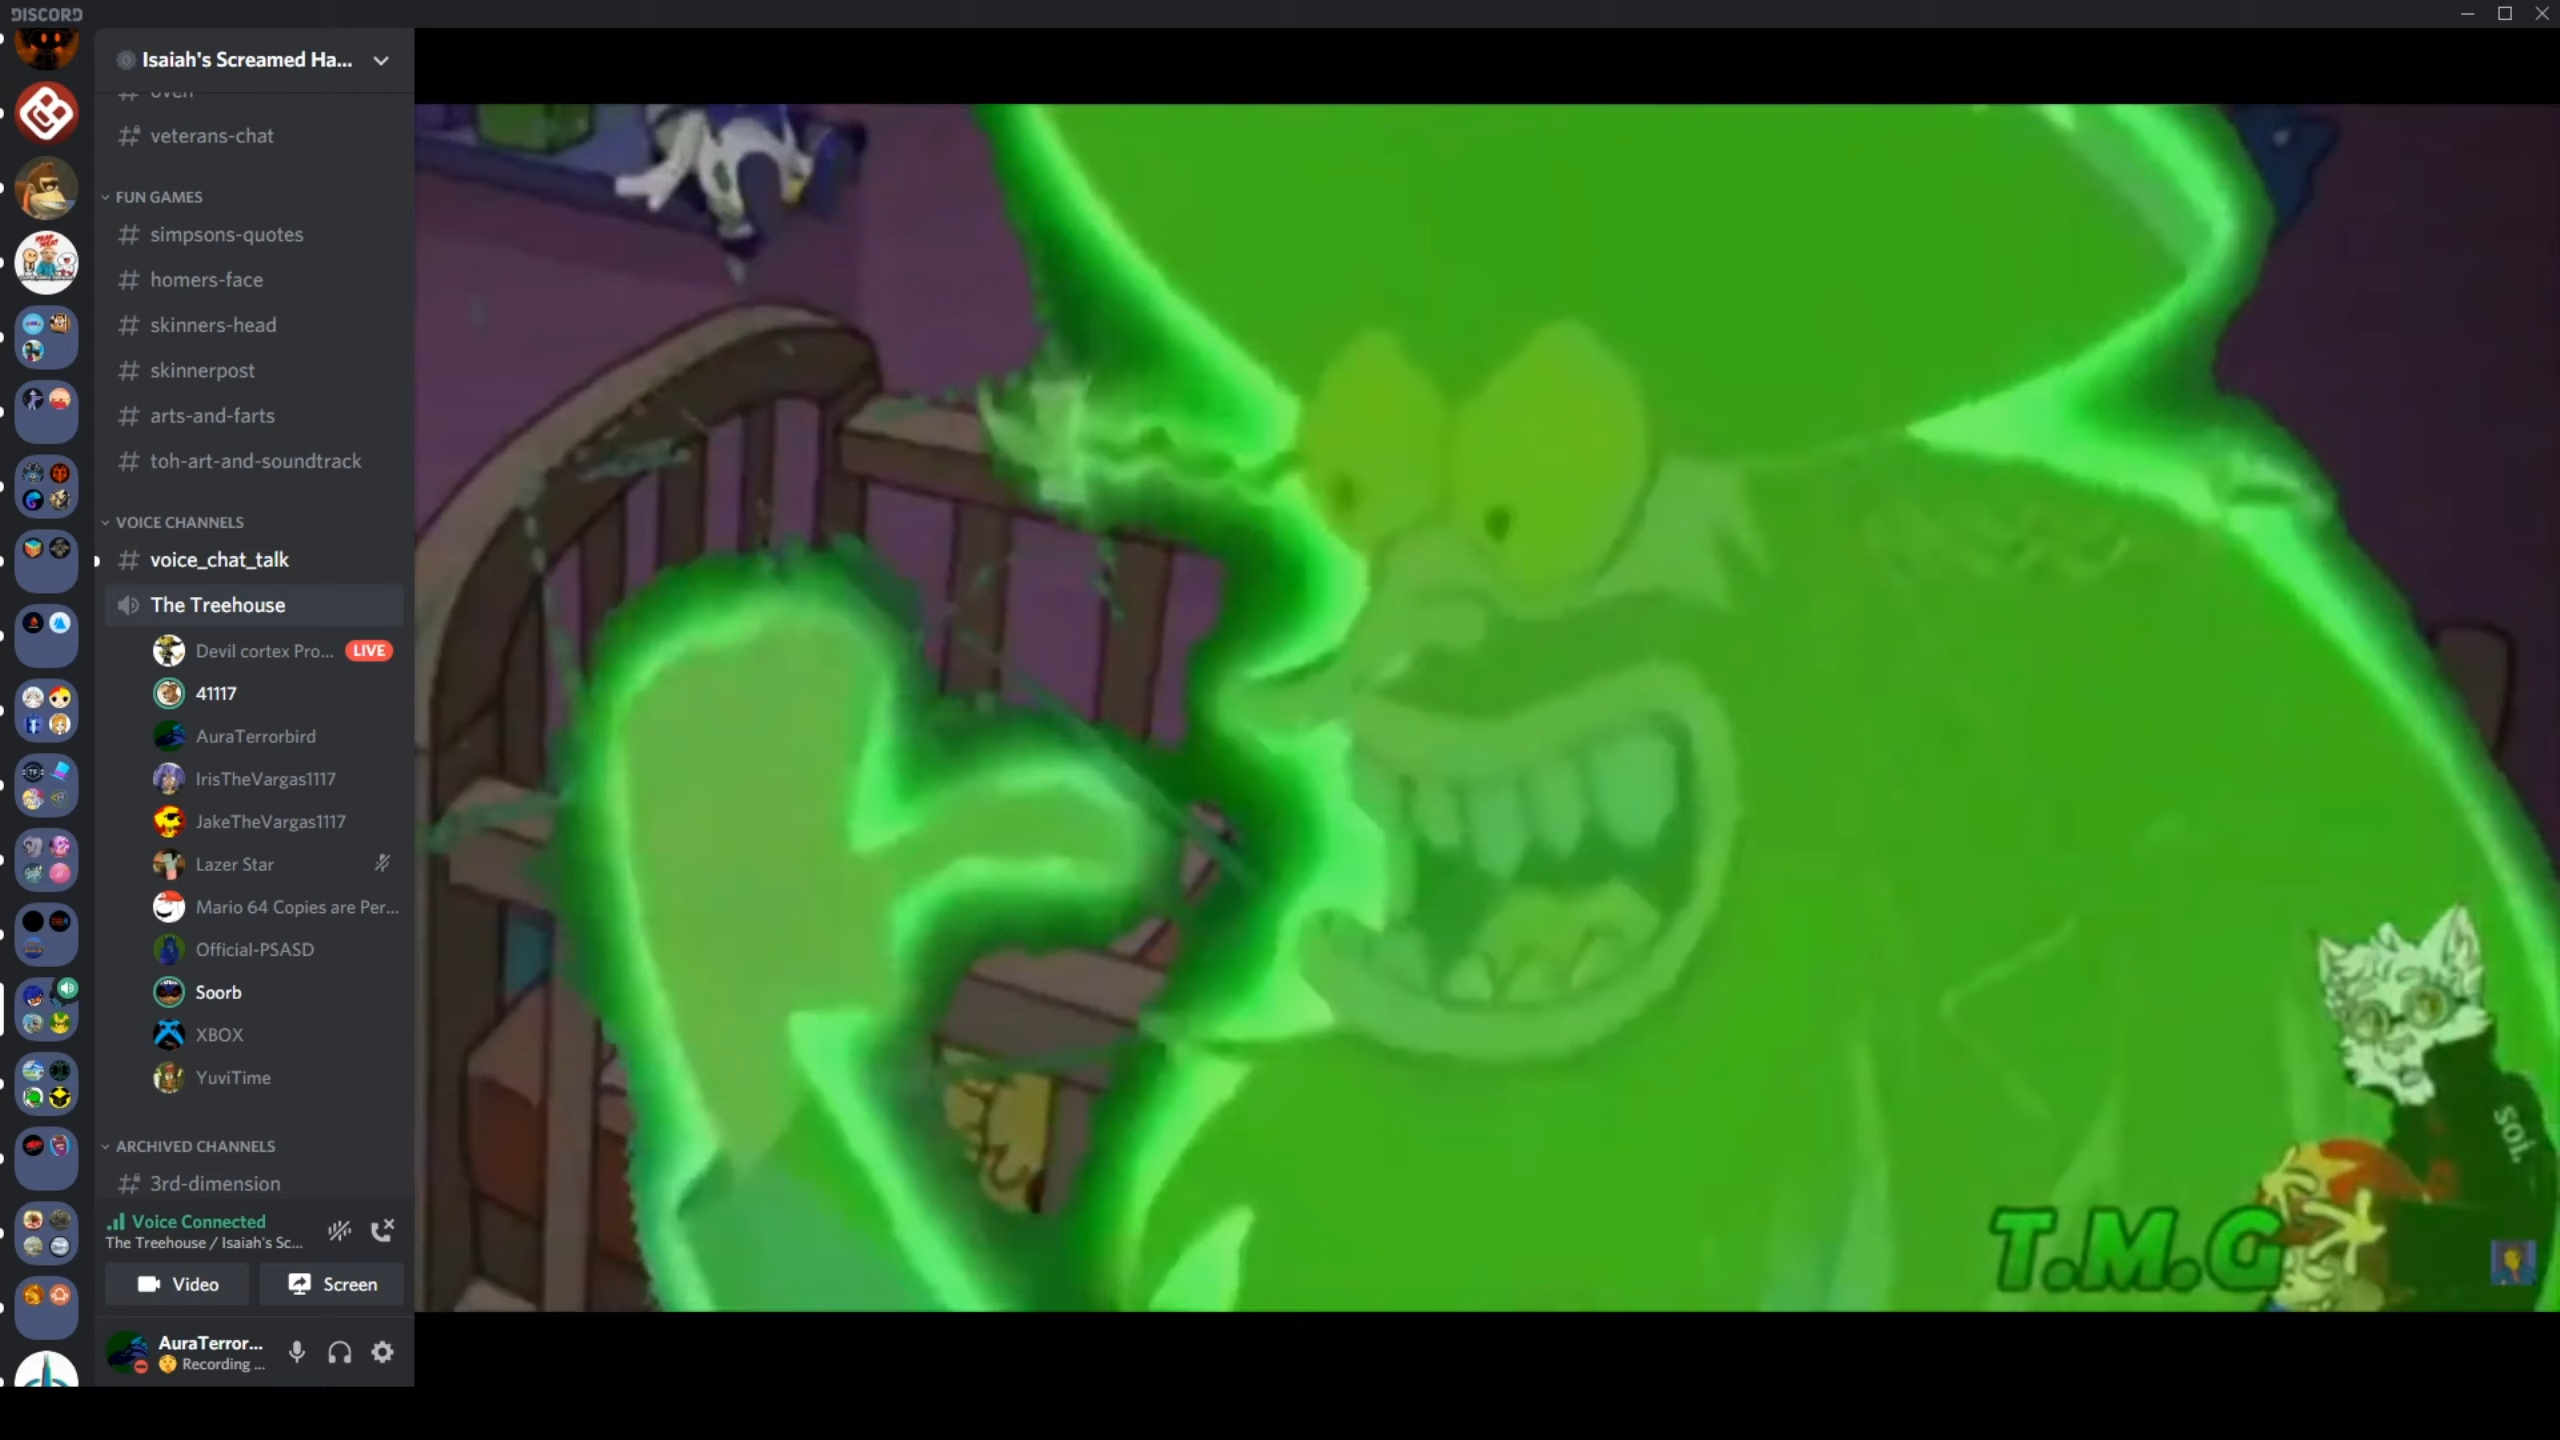 DISCORD
Isaiah's Screamed Ha...
oven
veterans-chat
FUN GAMES
simpsons-quotes
homers-face
skinners-head
skinnerpost
arts-and-farts
toh-art-and-soundtrack
VOICE CHANNELS
voice_chat_talk
The Treehouse
Devil cortex Pro... LIVE
41117
AuraTerrorbird
IrisTheVargas1117
JakeTheVargas1117
Lazer Star
Mario 64 Copies are Per...
Official-PSASD
Soorb
XBOX
YuviTime
ARCHIVED CHANNELS
3rd-dimension
Voice Connected
The Treehouse / Isaiah's Sc...
Video
Screen
AuraTerror...
Recording ...
soi.
T.M.G